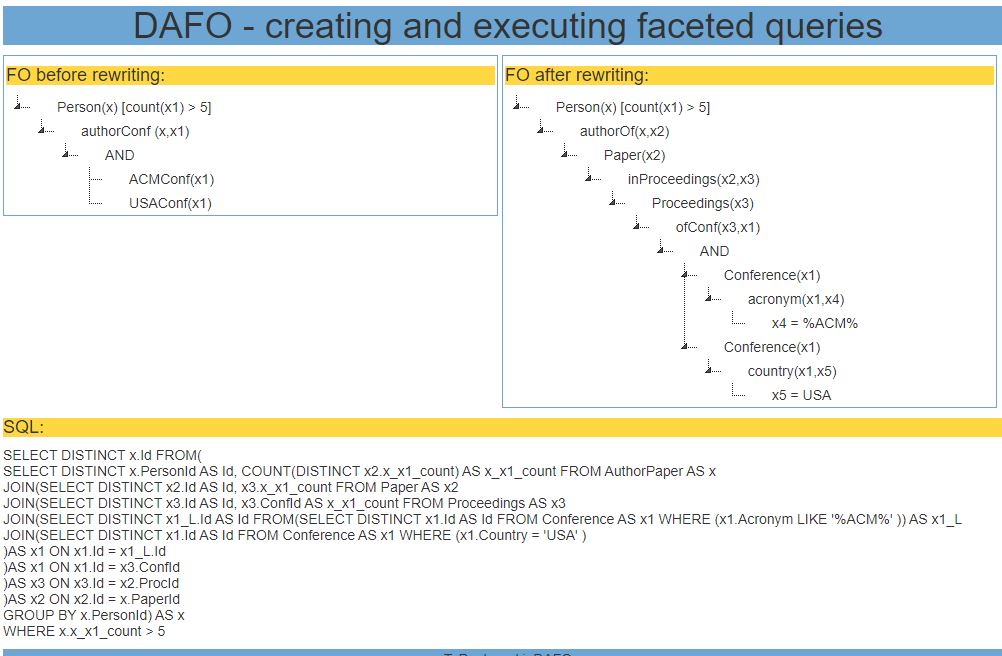 DAFO - creating and executing faceted queries
FO before rewriting:
Person(x) [count(x1) > 5]
authorConf (x,x1)
AND
ACMConf(x1)
USAConf(x1)
FO after rewriting:
Person(x) [count(x1) > 5]
authorOf(x,x2)
Paper(x2)
inProceedings(x2,x3)
Proceedings(x3)
ofConf(x3,x1)
AND
Conference(x1)
acronym(x1,x4)
x4 = %ACM%
Conference(x1)
country(x1,x5)
x5 = USA
SQL:
SELECT DISTINCT x.Id FROM(
SELECT DISTINCT x.PersonId AS Id, COUNT(DISTINCT x2.x_x1_count) AS x_x1_count FROM AuthorPaper AS x
JOIN(SELECT DISTINCT x2.Id AS Id, x3.x_x1_count FROM Paper AS x2
JOIN(SELECT DISTINCT x3.Id AS Id, x3.ConfId AS x_x1_count FROM Proceedings AS x3
JOIN(SELECT DISTINCT x1_L.Id AS Id FROM(SELECT DISTINCT x1.Id AS Id FROM Conference AS x1 WHERE (x1.Acronym LIKE '%ACM%' )) AS x1_L
JOIN(SELECT DISTINCT x1.Id AS Id FROM Conference AS x1 WHERE (x1.Country = 'USA' )
)AS x1 ON x1.Id = x1_L.Id
)AS x1 ON x1.Id = x3.ConfId
)AS x3 ON x3.Id = x2.ProcId
)AS x2 ON x2.Id = x.PaperId
GROUP BY x.PersonId) AS x
WHERE x.x_x1_count > 5